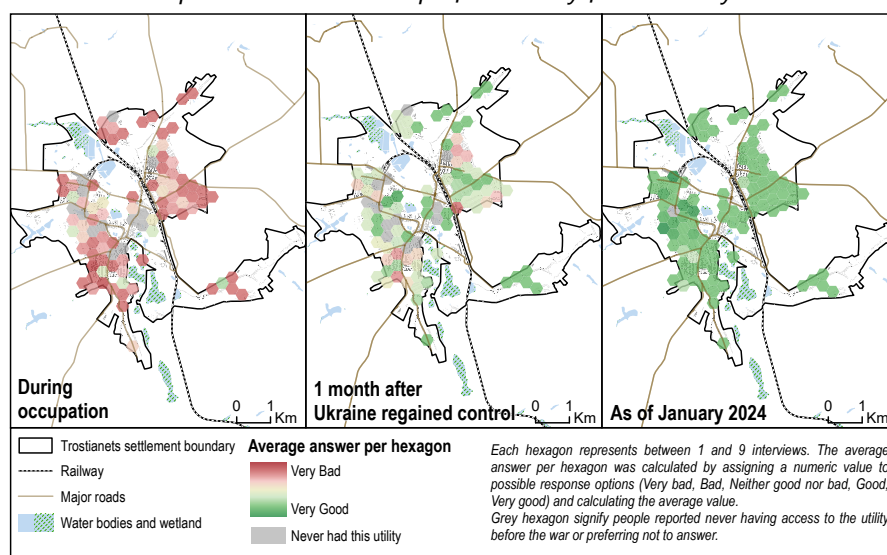 During
occupation
0 1
Km
1 month after
Ukraine regained control
0 1
Km
As of January 2024
0 1
Km
Trostianets settlement boundary
Railway
Major roads
Water bodies and wetland
Average answer per hexagon
Very Bad
Very Good
Never had this utility
Each hexagon represents between 1 and 9 interviews. The average
answer per hexagon was calculated by assigning a numeric value to
possible response options (Very bad, Bad, Neither good nor bad, Good,
Very good) and calculating the average value.
Grey hexagon signify people reported never having access to the utility
before the war or preferring not to answer.